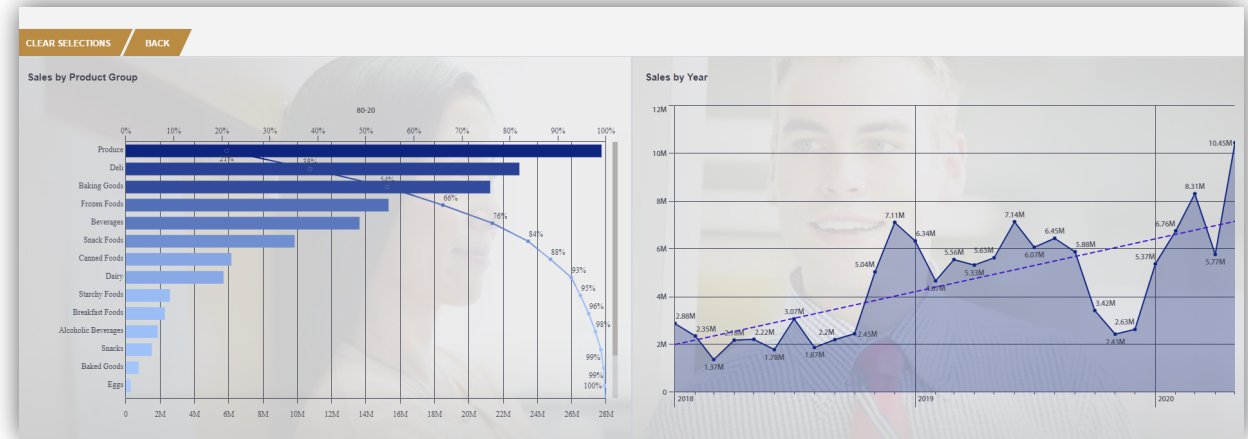 CLEAR SELECTIONS BACK
Sales by Product Group
80-20
0% 10% 20% 30% 40% 50% 60% 70% 80% 90% 100%
Produce
Deli
Baking Goods
Frozen Foods
Beverages
Snack Foods
Canned Foods
Dairy
Starchy Foods
Breakfast Foods
Alcoholic Beverages
Snacks
Baked Goods
Eggs
21%
38%
54%
66%
76%
84%
88%
93%
95%
96%
98%
99%
99%
100%
0 2M 4M 6M 8M 10M 12M 14M 16M 18M 20M 22M 24M 26M 28M
Sales by Year
12M
10M
8M
6M
4M
2M
0
2.88M
2.35M
1.37M
2.18M
2.22M
1.78M
3.07M
1.87M
2.2M
2.45M
5.04M
7.11M
6.34M
4.67M
5.56M
5.33M
5.63M
7.14M
6.07M
6.45M
5.88M
3.42M
2.43M
2.63M
5.37M
6.76M
8.31M
5.77M
10.45M
2018 2019 2020